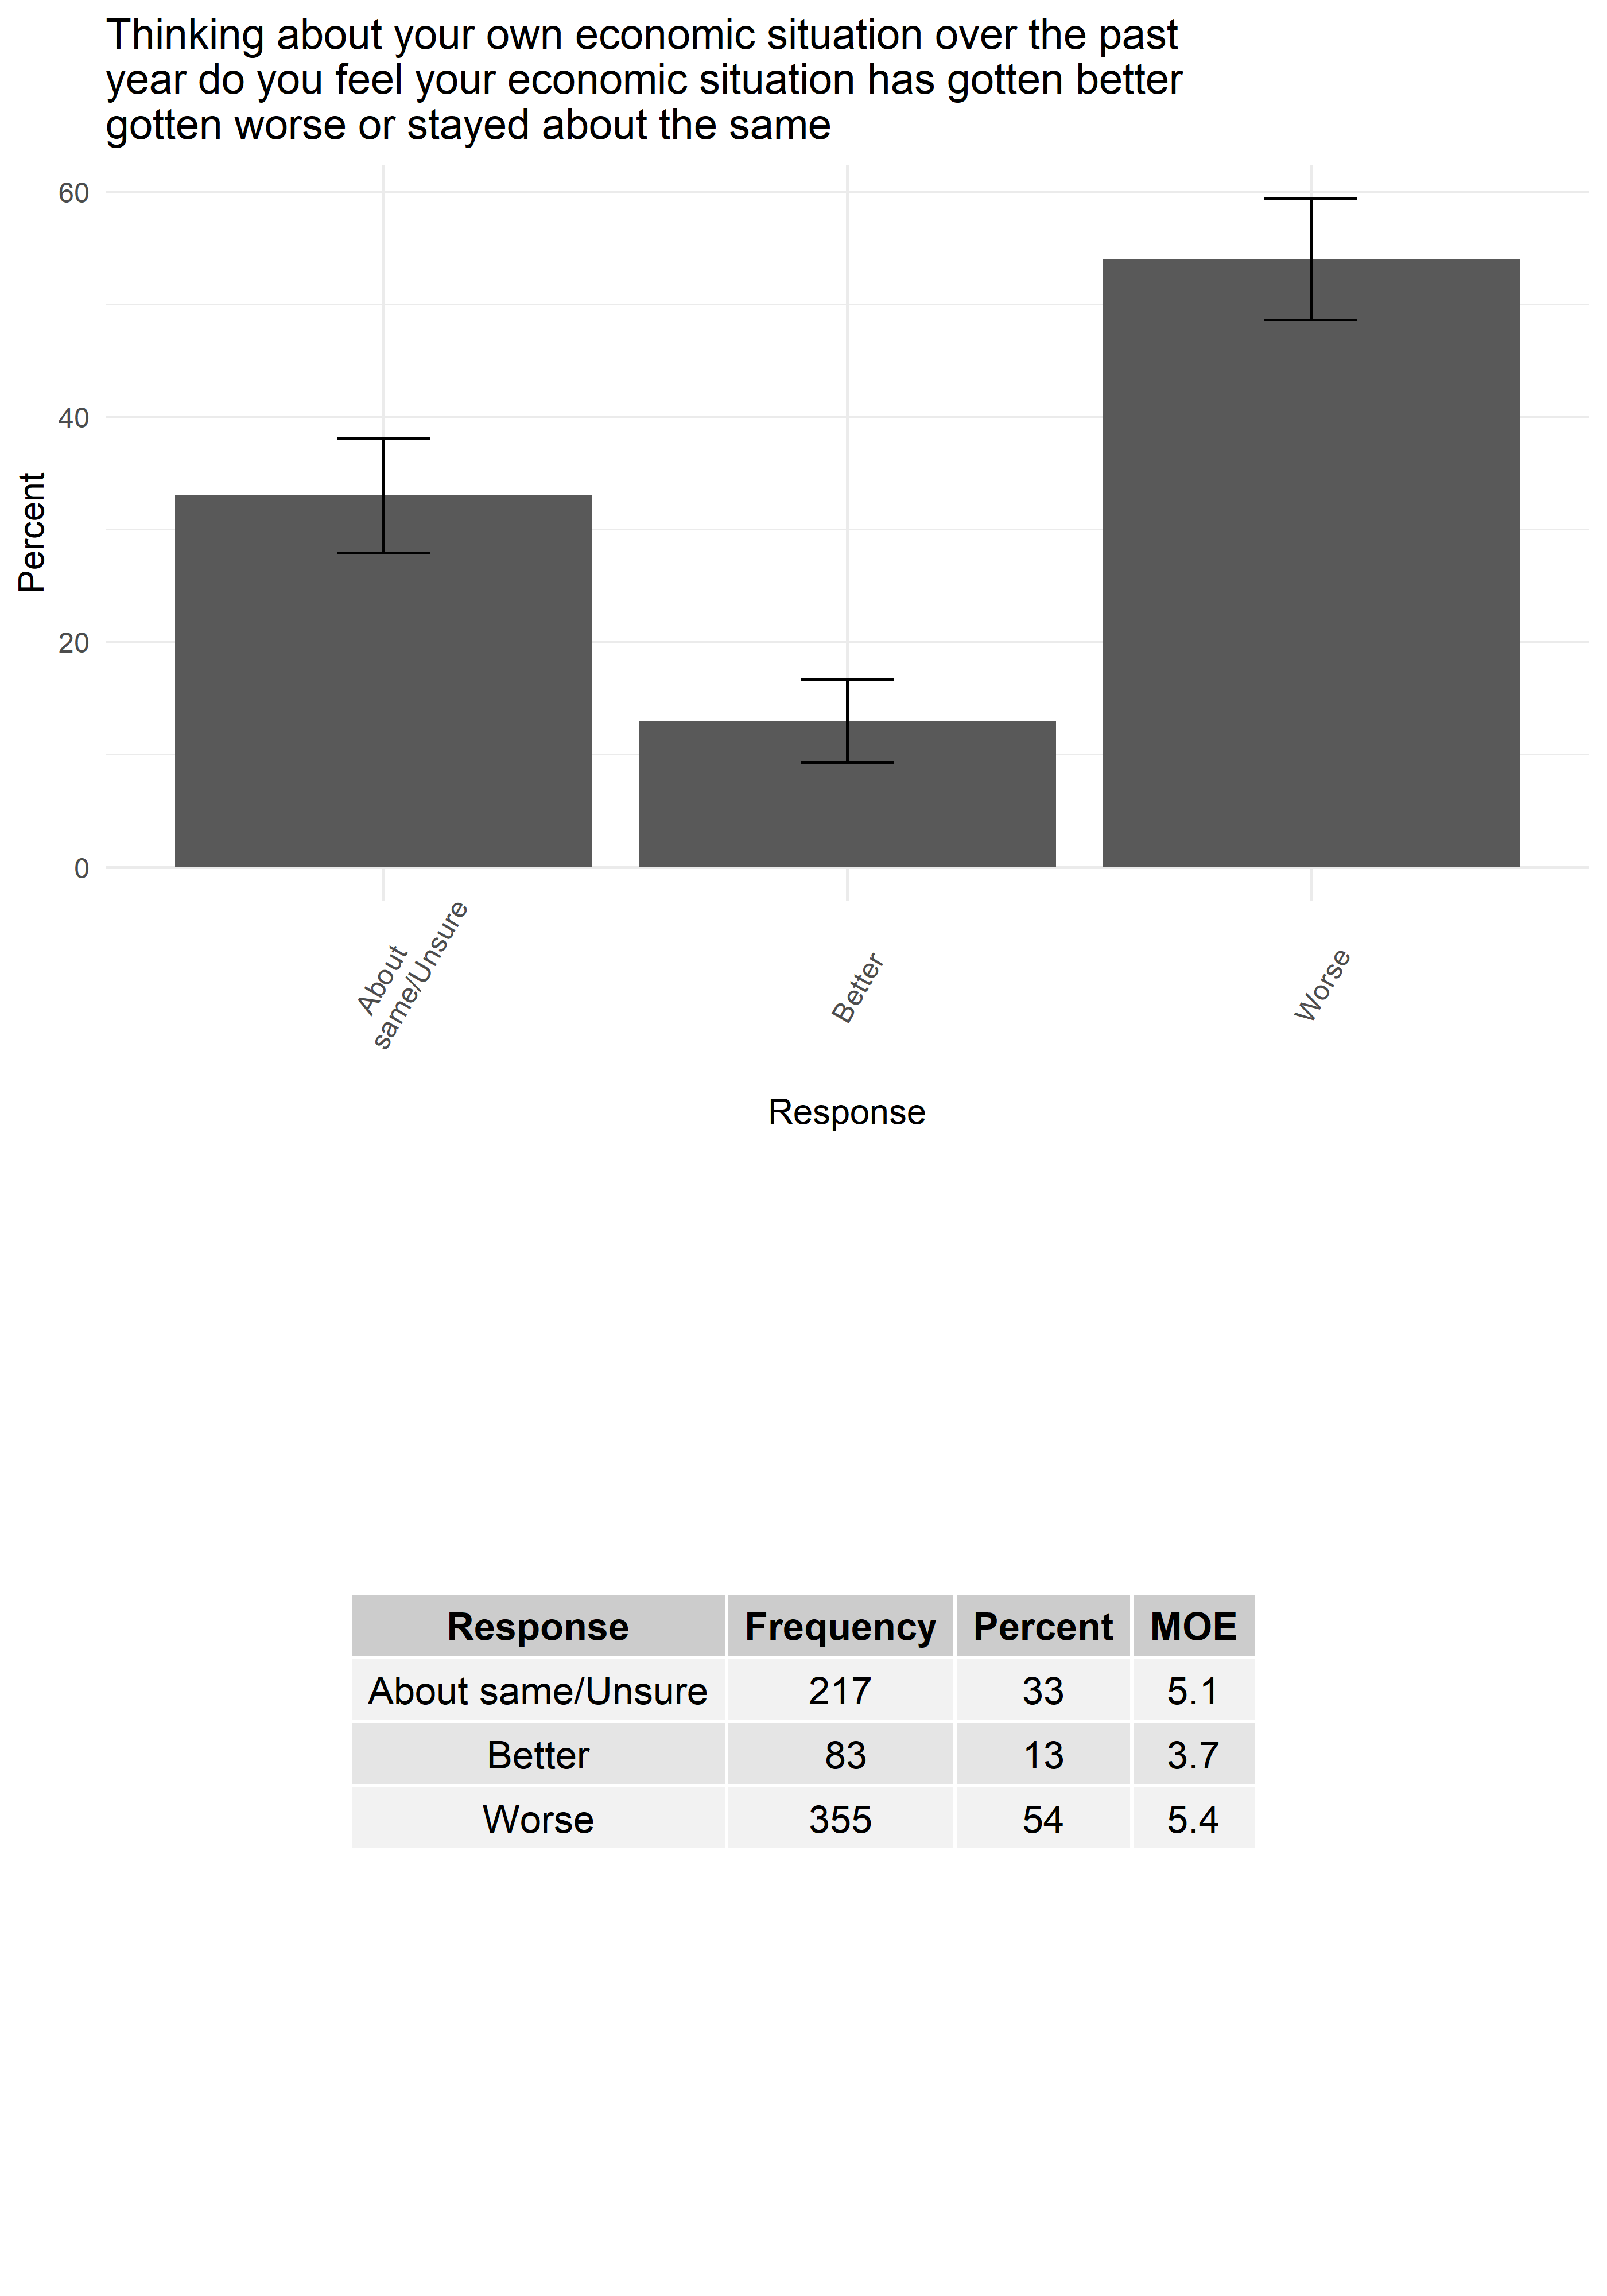 Thinking about your own economic situation over the past
year do you feel your economic situation has gotten better
gotten worse or stayed about the same
60
40
20
0
Percent
About
same/Unsure
Better
Worse
Response
Response Frequency Percent MOE
About same/Unsure 217 33 5.1
Better 83 13 3.7
Worse 355 54 5.4